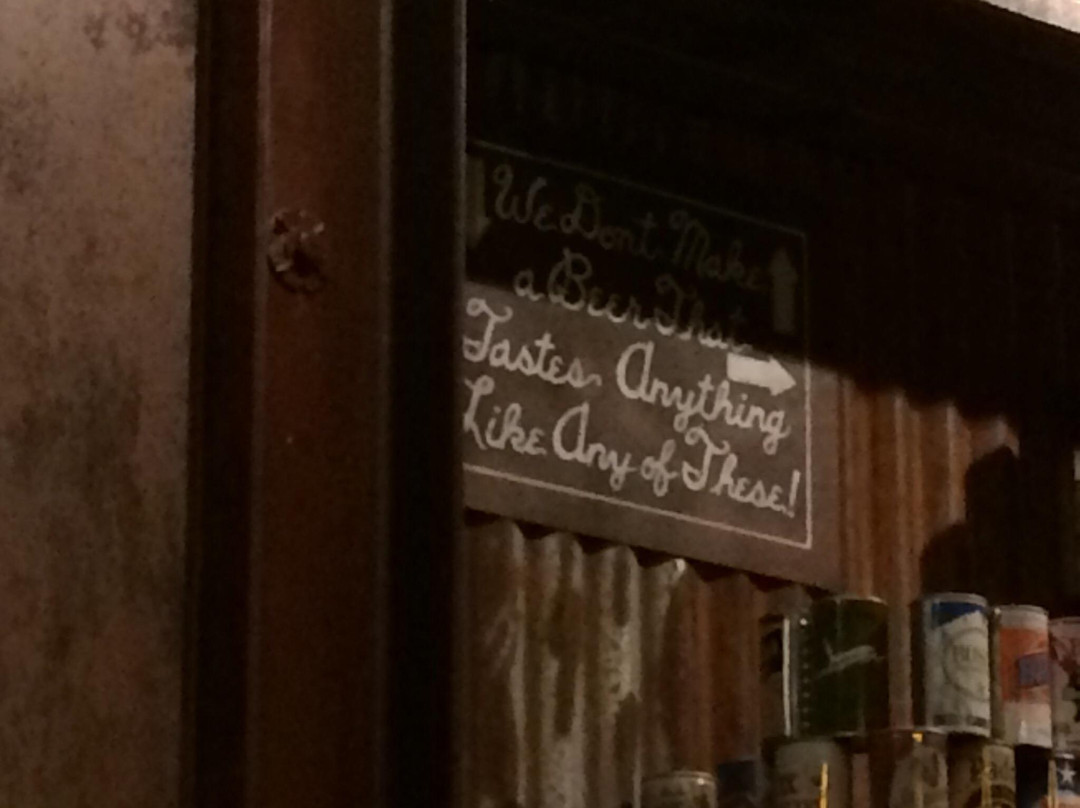 We Dont Make
a Beer That
Tastes Anything
Like Any of These!